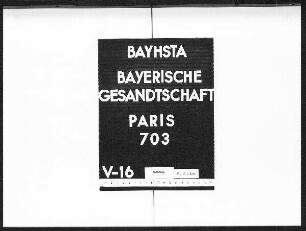 BAYHSTA
BAYERISCHE
GESANDTSCHAFT
PARIS
703
V-16